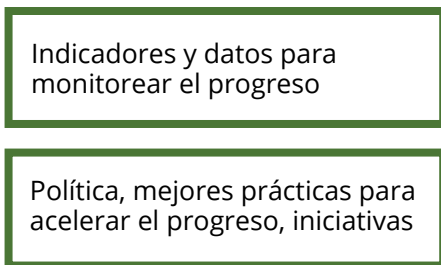 Indicadores y datos para
monitorear el progreso
Política, mejores prácticas para
acelerar el progreso, iniciativas